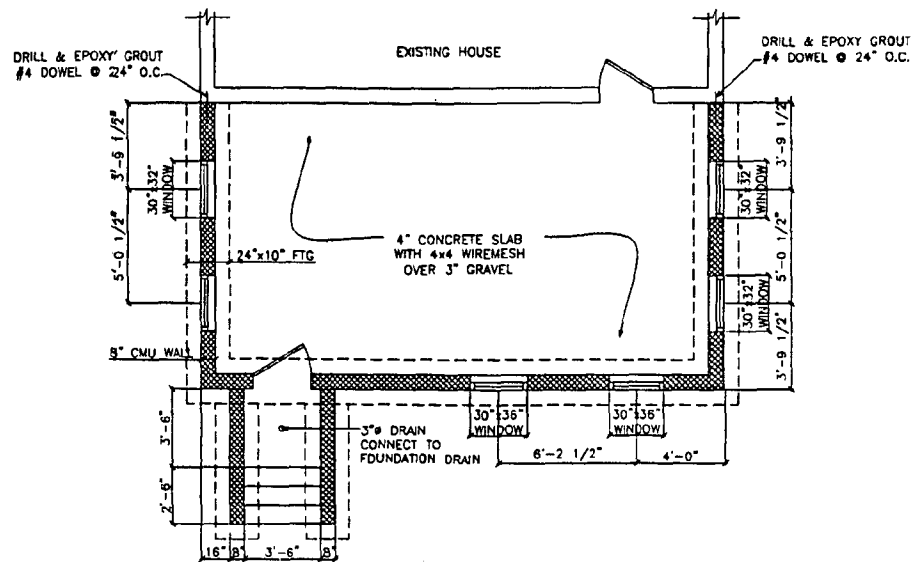 EXISTING HOUSE
DRILL & EPOXY' GROUT
#4 DOWEL @ 24" O.C.
DRILL & EPOXY GROUT
#4 DOWEL @ 24" O.C.
3'-9 1/2"
30"x32"
WINDOW
5'-0 1/2"
24"x10" FTG
8" CMU WALL
4" CONCRETE SLAB
WITH 4x4 WIREMESH
OVER 3" GRAVEL
3'-9 1/2"
30"x32"
WINDOW
5'-0 1/2"
30"x32"
WINDOW
3'-9 1/2"
30"x36"
WINDOW
30"x36"
WINDOW
6'-2 1/2"
4'-0"
3"ø DRAIN
CONNECT TO
FOUNDATION DRAIN
3'-6"
2'-6"
16"
8"
3'-6"
8"